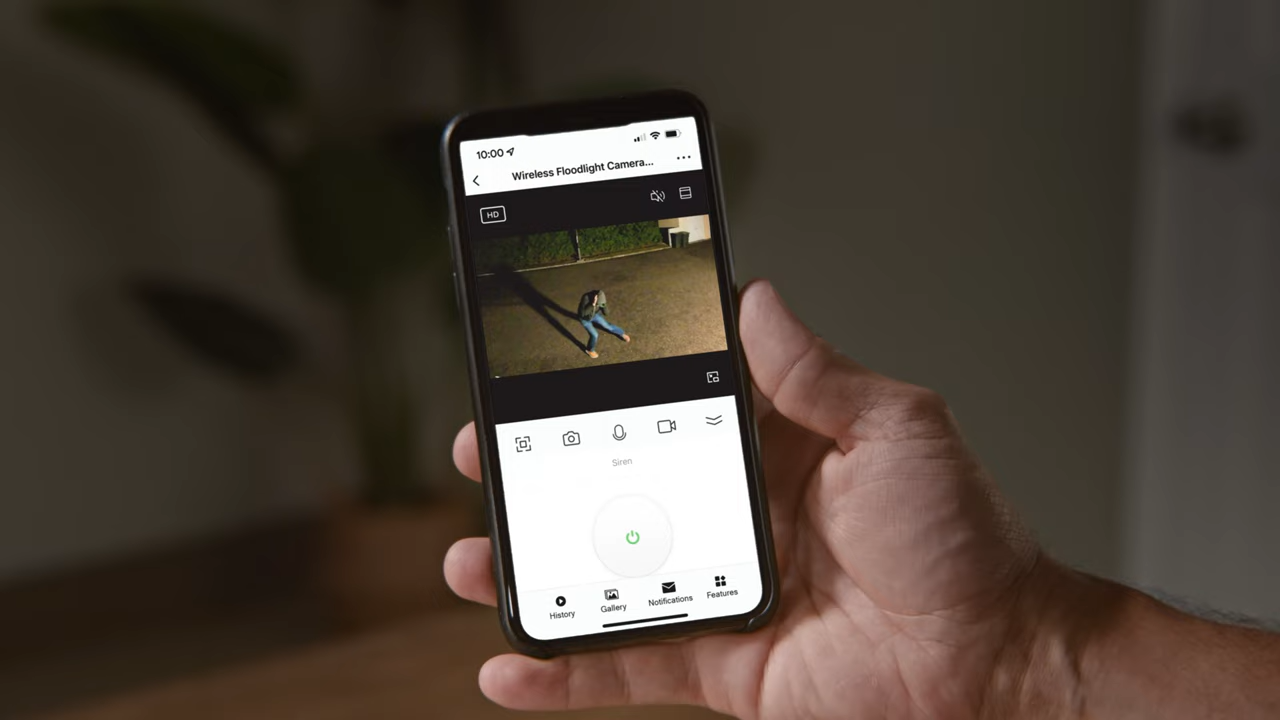 10:00
Wireless Floodlight Camera...
HD
Siren
History
Gallery
Notifications
Features